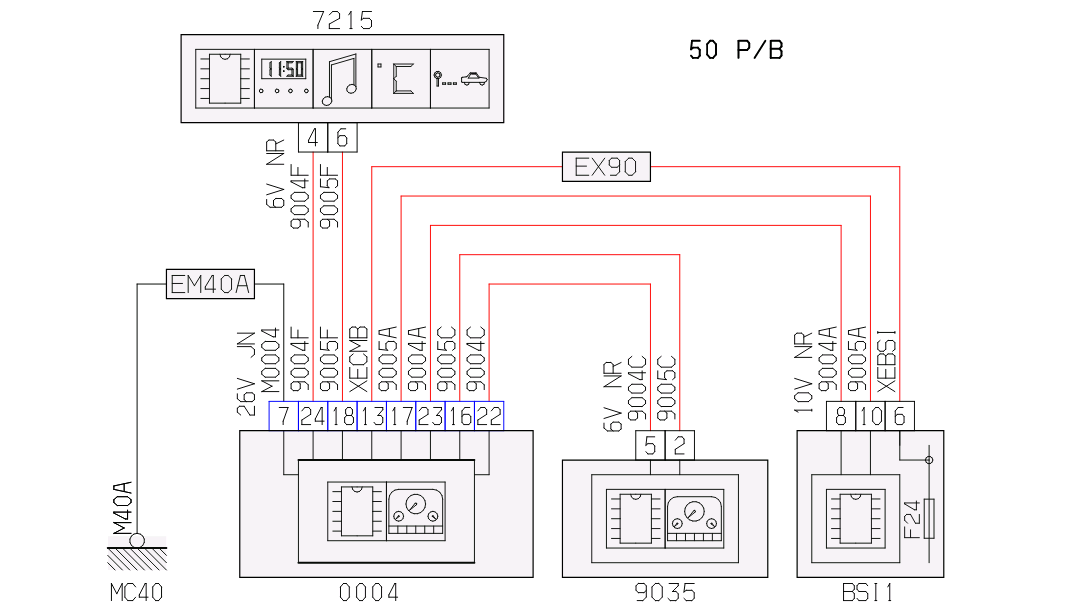 7215
50 P/B
11:50
°C
4 6
6V NR
9004F
9005F
EX90
EM40A
26V JN
M0004
9004F
9005F
XECMB
9005A
9004A
9005C
9004C
6V NR
9004C
9005C
10V NR
9004A
9005A
XEBSI
7 24 18 13 17 23 16 22
5 2
8 10 6
M40A
F24
MC40
0004
9035
BSI1